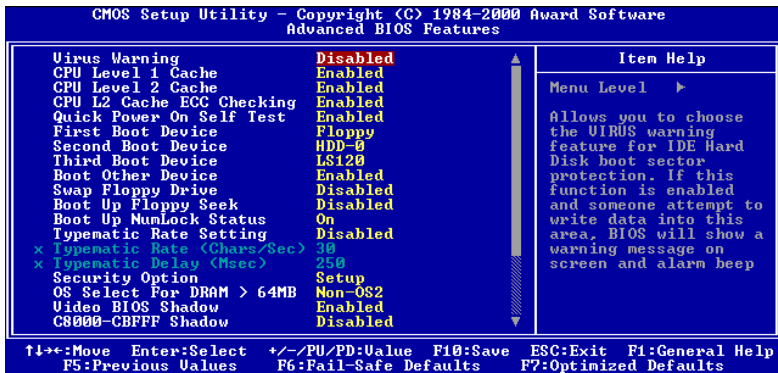 CMOS Setup Utility – Copyright (C) 1984-2000 Award Software
Advanced BIOS Features
Virus Warning Disabled
CPU Level 1 Cache Enabled
CPU Level 2 Cache Enabled
CPU L2 Cache ECC Checking Enabled
Quick Power On Self Test Enabled
First Boot Device Floppy
Second Boot Device HDD-0
Third Boot Device LS120
Boot Other Device Enabled
Swap Floppy Drive Disabled
Boot Up Floppy Seek Disabled
Boot Up NumLock Status On
Typematic Rate Setting Disabled
x Typematic Rate (Chars/Sec) 30
x Typematic Delay (Msec) 250
Security Option Setup
OS Select For DRAM > 64MB Non-OS2
Video BIOS Shadow Enabled
C8000-CBFFF Shadow Disabled
Item Help
Menu Level ▶
Allows you to choose
the VIRUS warning
feature for IDE Hard
Disk boot sector
protection. If this
function is enabled
and someone attempt to
write data into this
area, BIOS will show a
warning message on
screen and alarm beep
↑↓→←:Move Enter:Select +/-/PU/PD:Value F10:Save ESC:Exit F1:General Help
F5:Previous Values F6:Fail-Safe Defaults F7:Optimized Defaults